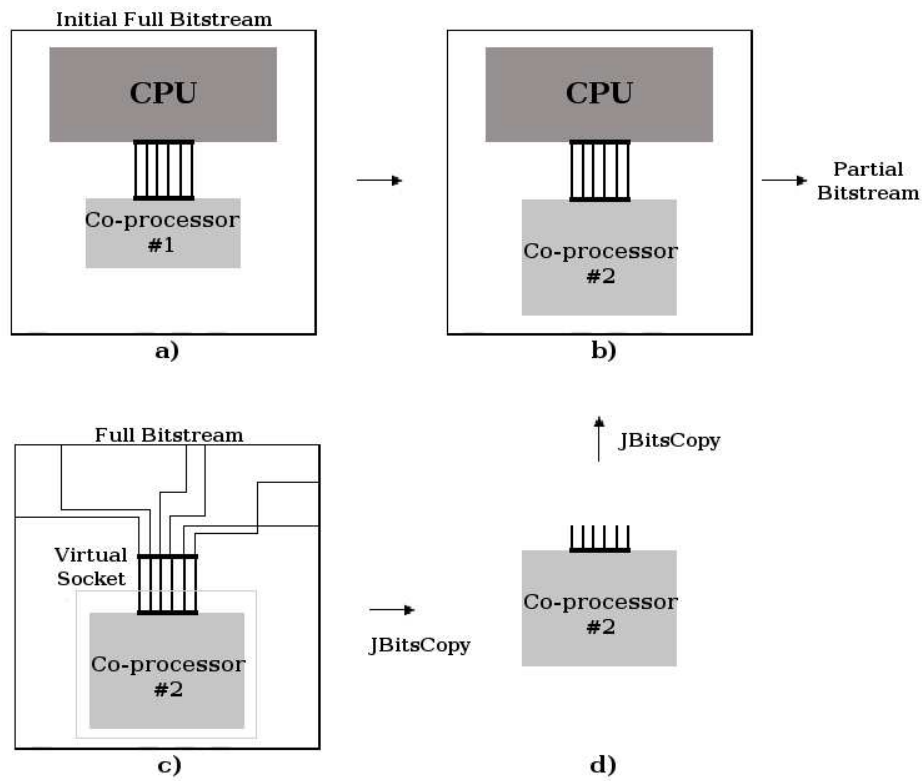 Initial Full Bitstream
CPU
Co-processor
#1
a)
CPU
Co-processor
#2
b)
Partial
Bitstream
Full Bitstream
Virtual
Socket
Co-processor
#2
c)
JBitsCopy
JBitsCopy
Co-processor
#2
d)